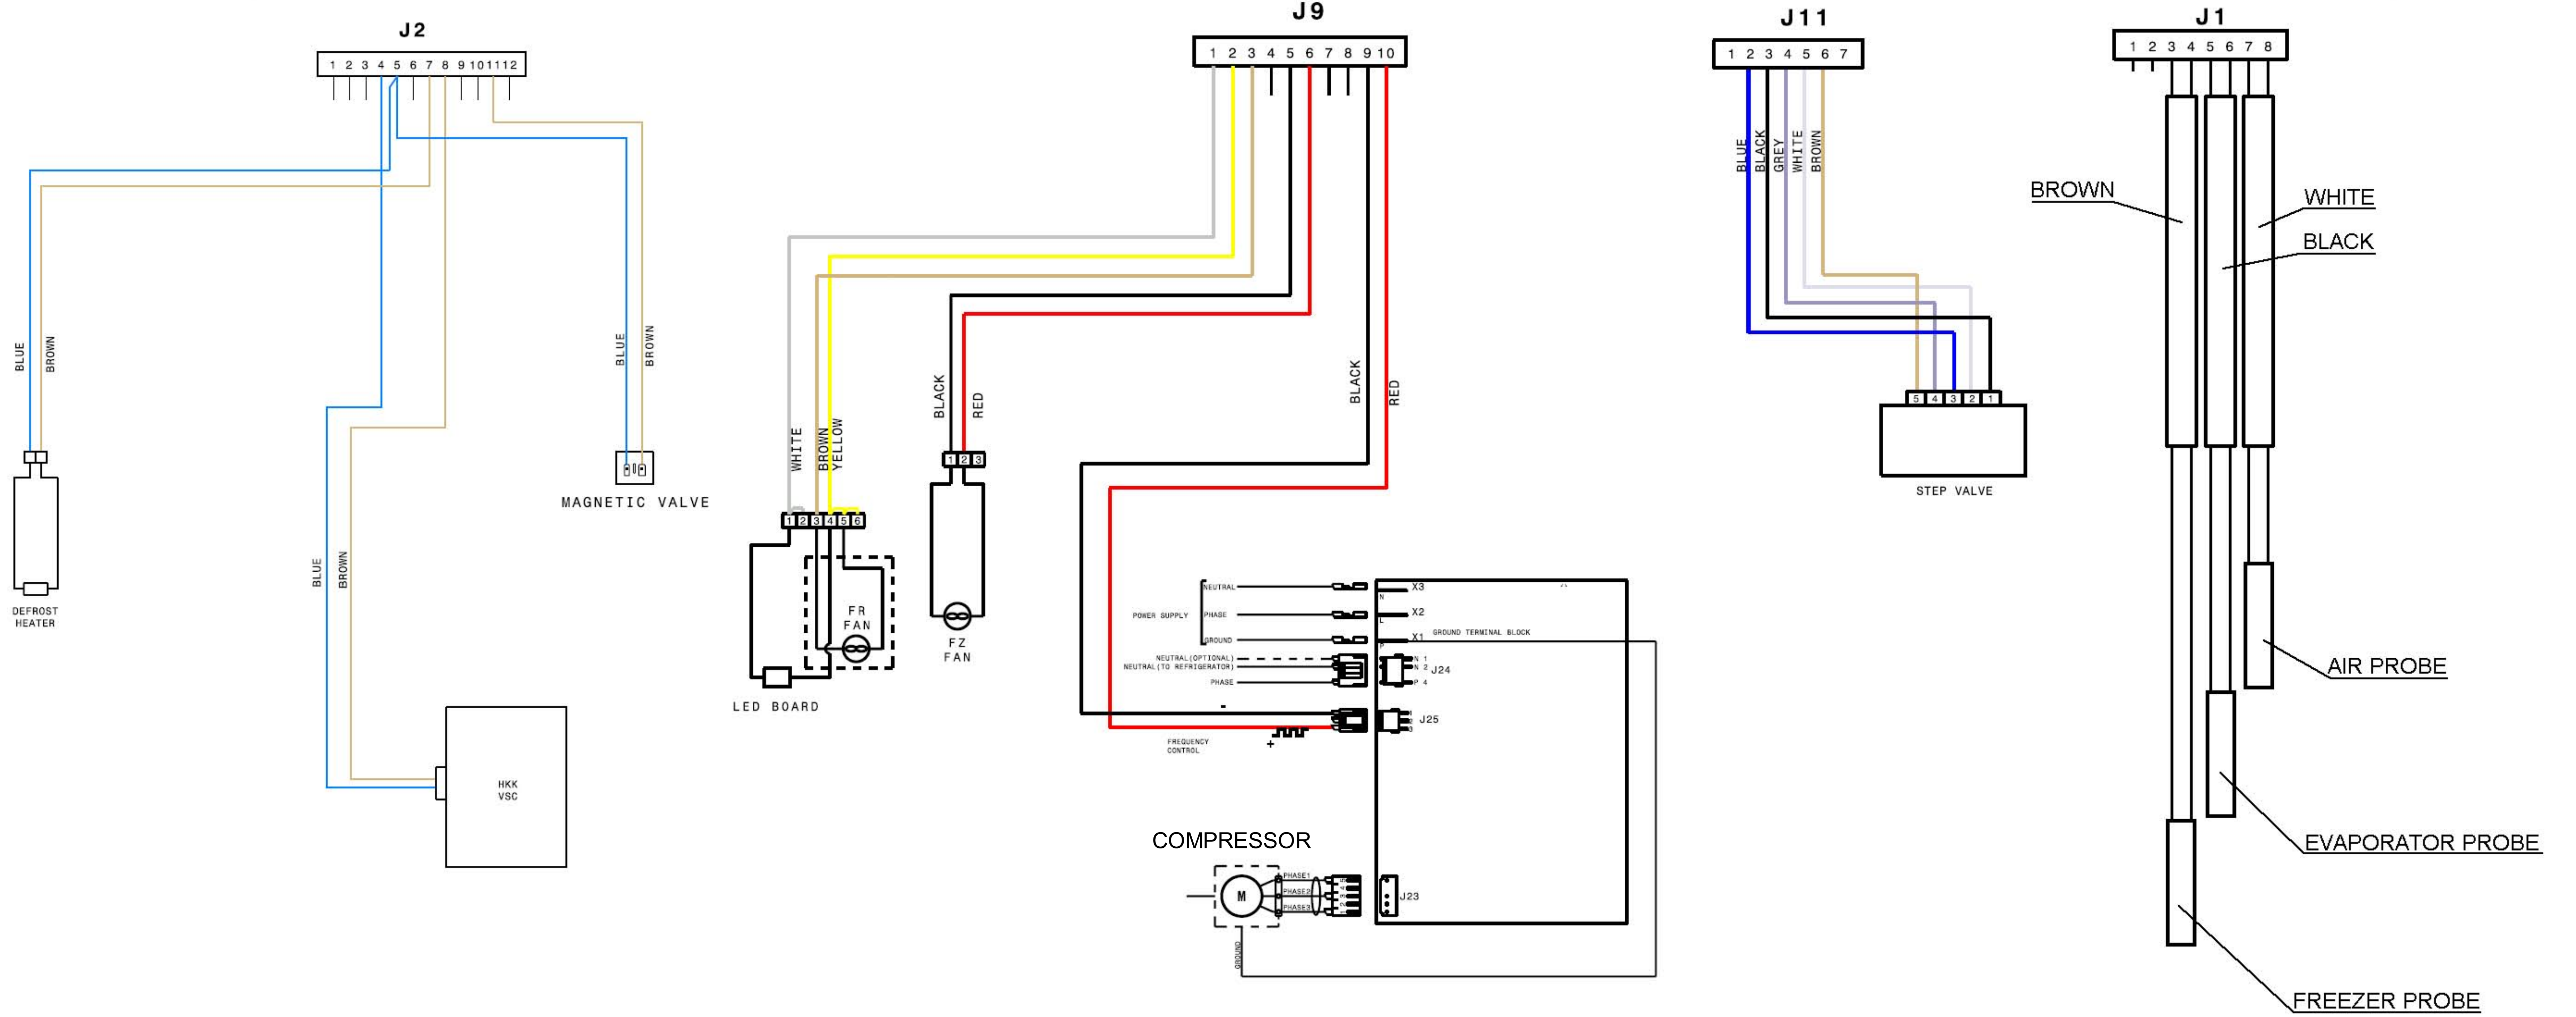 J2
1 2 3 4 5 6 7 8 9 10 11 12
BLUE
BROWN
BLUE
BROWN
DEFROST
HEATER
MAGNETIC VALVE
BLUE
BROWN
HKK
VSC
J9
1 2 3 4 5 6 7 8 9 10
WHITE
BROWN
YELLOW
BLACK
RED
BLACK
RED
1 2 3
1 2 3 4 5 6
FR
FAN
FZ
FAN
LED BOARD
POWER SUPPLY
NEUTRAL
PHASE
GROUND
NEUTRAL(OPTIONAL)
NEUTRAL(TO REFRIGERATOR)
PHASE
X3
N
X2
L
X1
GROUND TERMINAL BLOCK
N 1
N 2
P 4
J24
-
+
FREQUENCY
CONTROL
1
2
3
J25
COMPRESSOR
M
PHASE1
PHASE2
PHASE3
J23
GROUND
J11
1 2 3 4 5 6 7
BLUE
BLACK
GREY
WHITE
BROWN
5 4 3 2 1
STEP VALVE
J1
1 2 3 4 5 6 7 8
BROWN
WHITE
BLACK
AIR PROBE
EVAPORATOR PROBE
FREEZER PROBE